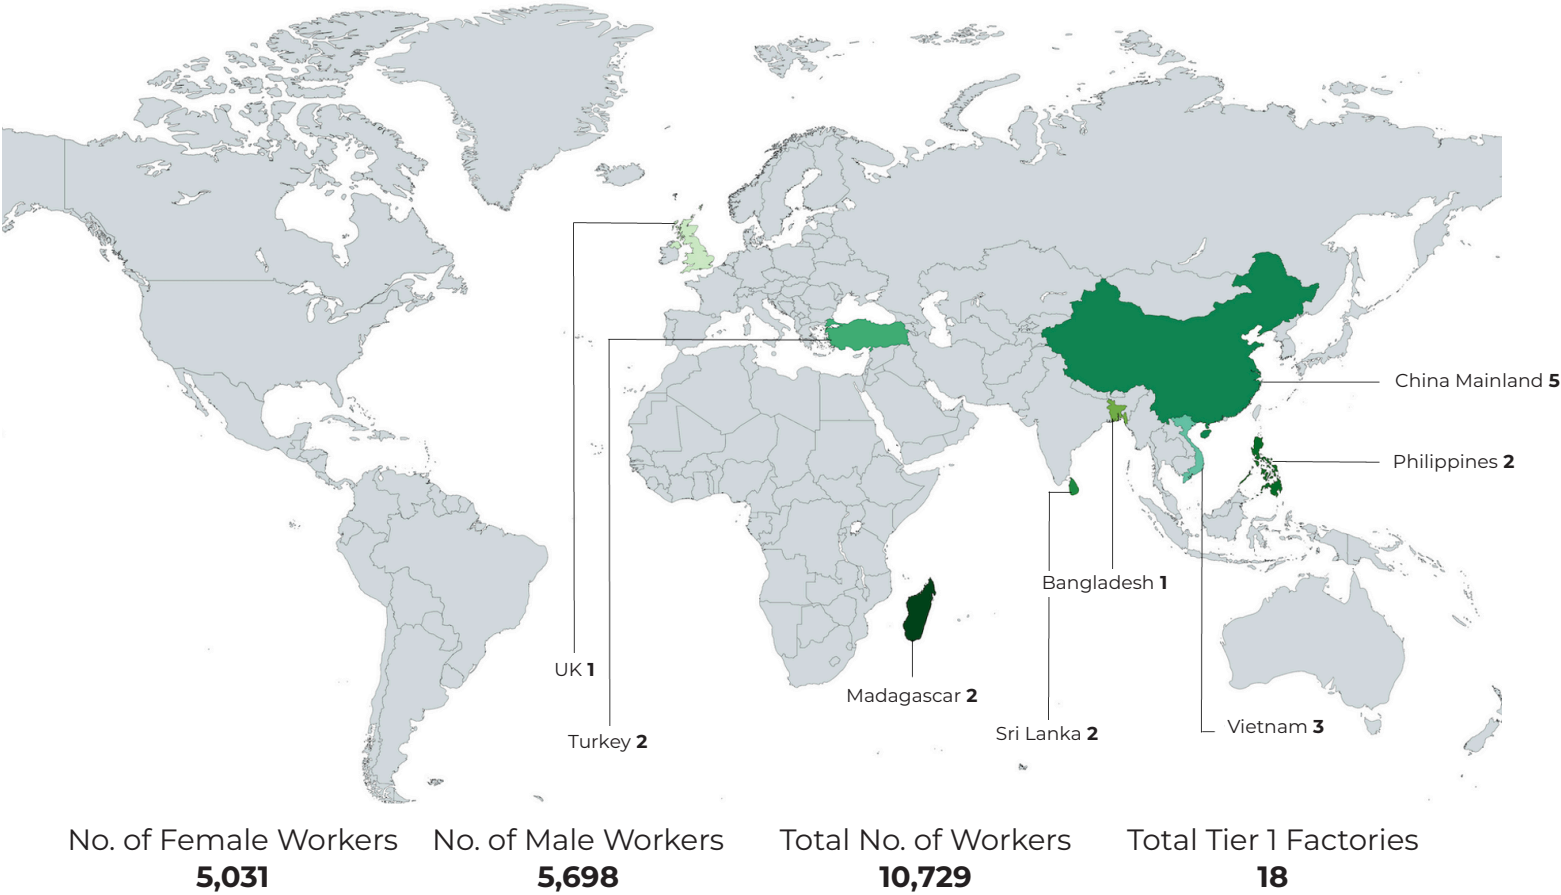 China Mainland 5
Philippines 2
Bangladesh 1
UK 1
Madagascar 2
Vietnam 3
Sri Lanka 2
Turkey 2
No. of Female Workers
5,031
No. of Male Workers
5,698
Total No. of Workers
10,729
Total Tier 1 Factories
18